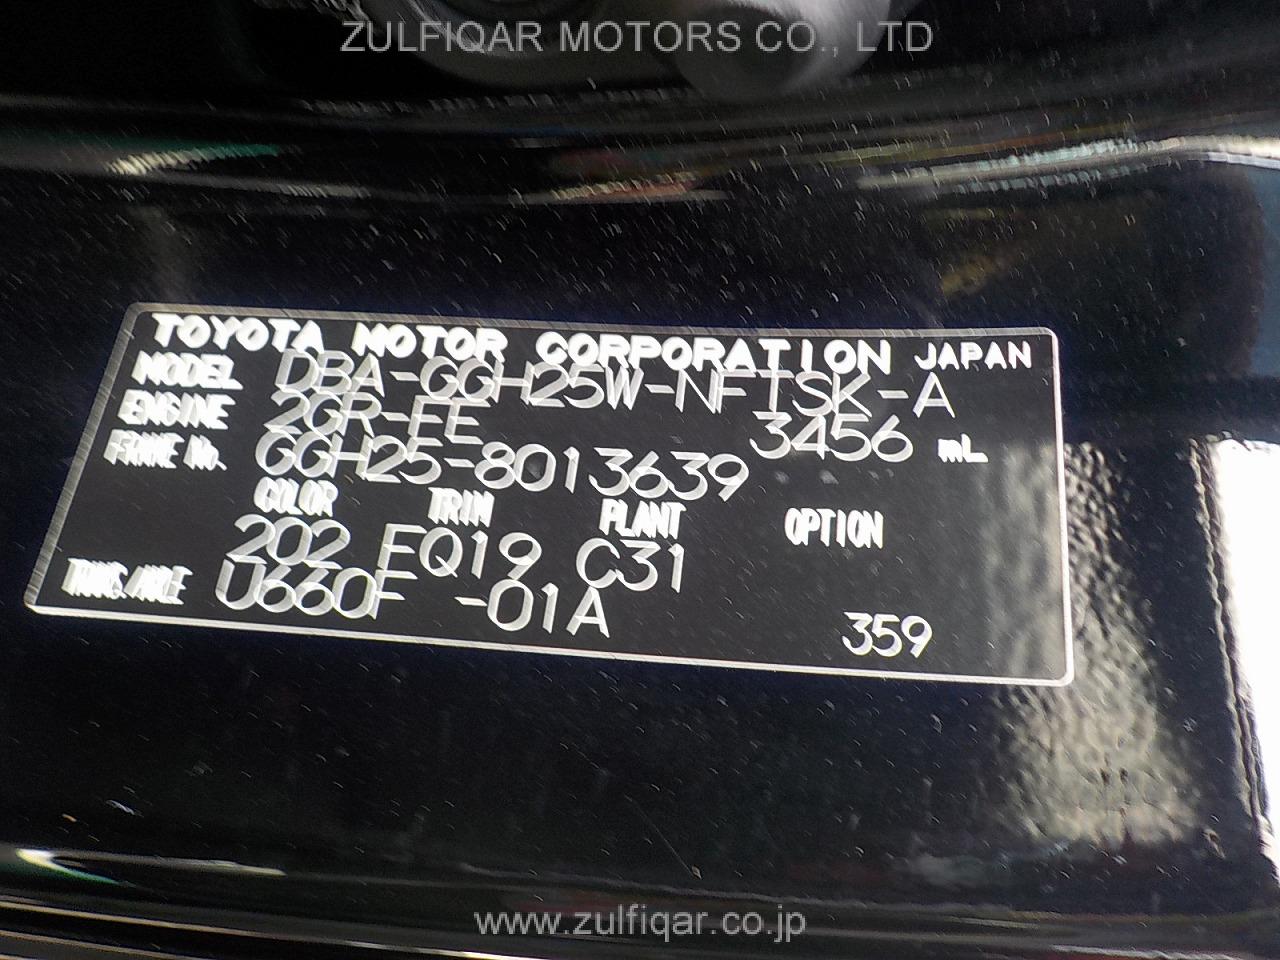 ZULFIQAR MOTORS CO., LTD
TOYOTA MOTOR CORPORATION JAPAN
MODEL DBA-GGH25W-NFTSK-A
ENGINE 2GR-FE 3456 mL
FRAME No. GGH25-8013639
COLOR TRIM PLANT OPTION
202 FQ19 C31
TRANS./AXLE U660F -01A
359
www.zulfiqar.co.jp